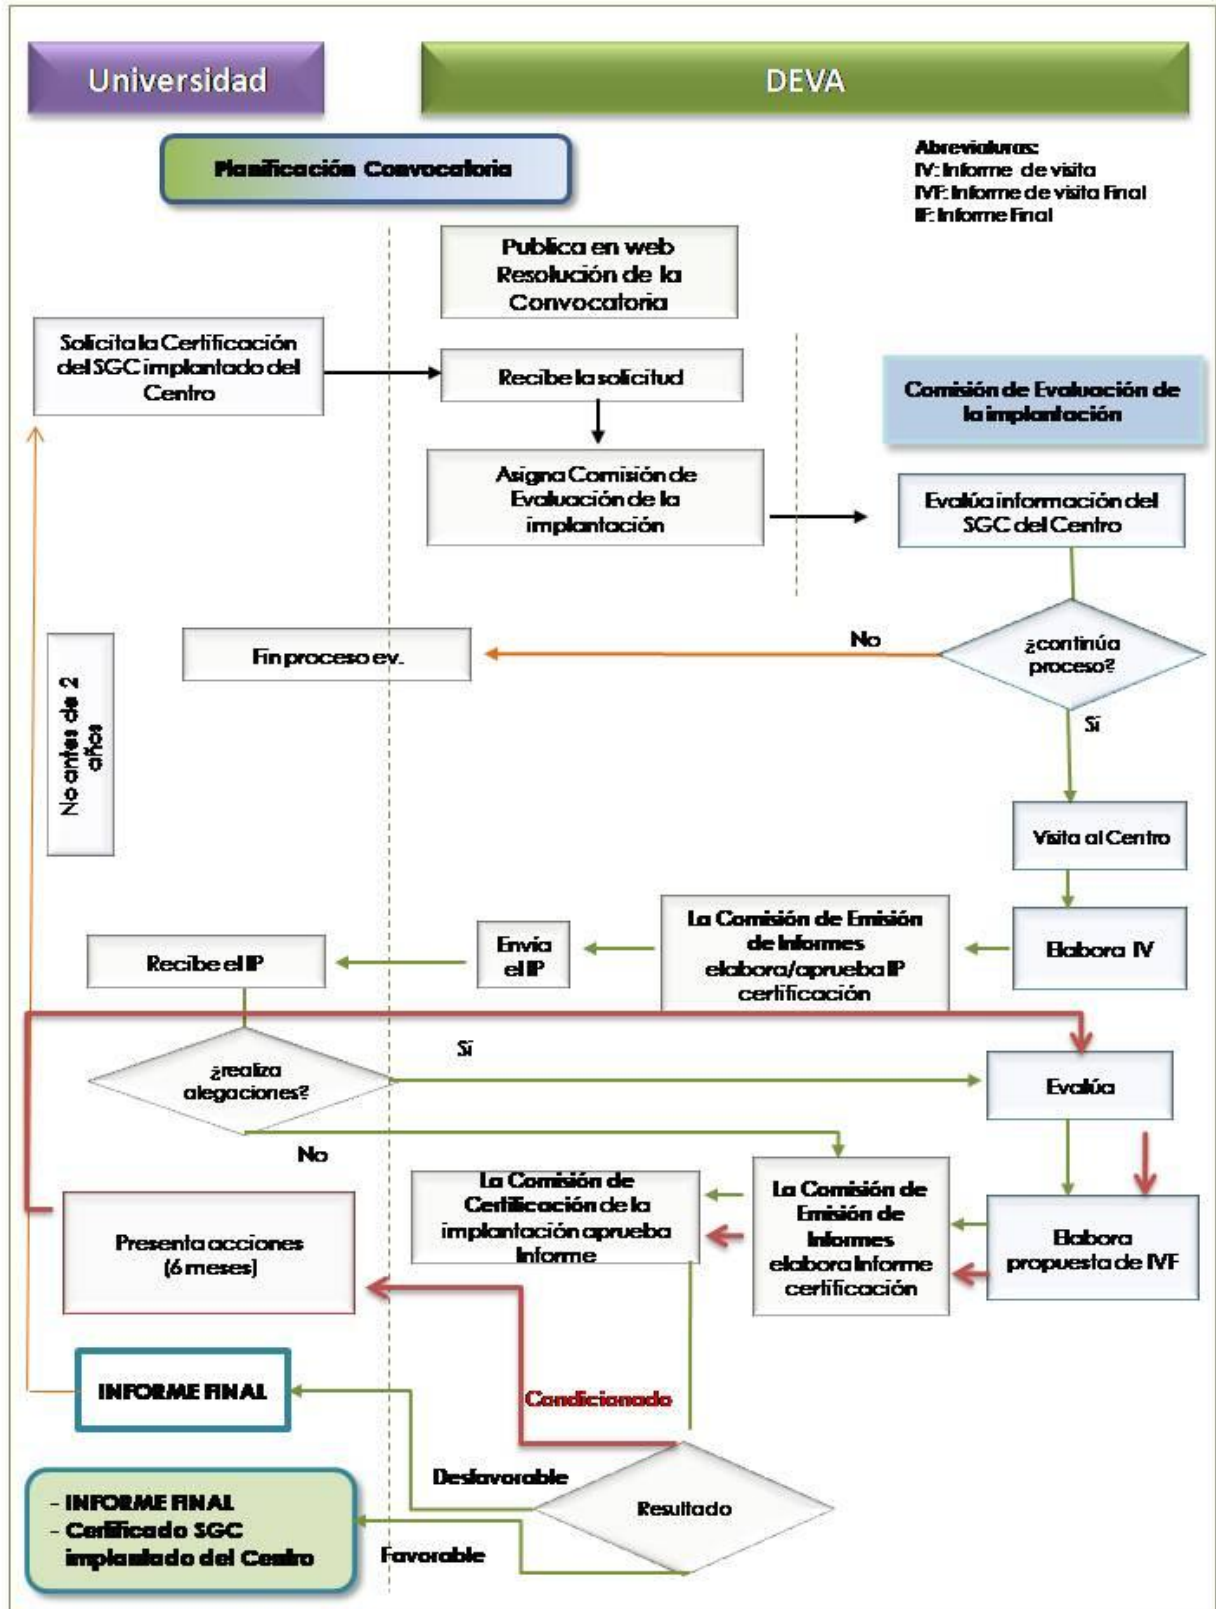 Universidad
DEVA
Planificación Convocatoria
Abreviaturas:
IV: Informe de visita
IVF: Informe de visita Final
IF: Informe Final
Publica en web
Resolución de la
Convocatoria
Solicita la Certificación
del SGC implantado del
Centro
Recibe la solicitud
Comisión de Evaluación de
la implantación
Asigna Comisión de
Evaluación de la
implantación
Evalúa información del
SGC del Centro
¿continúa
proceso?
No
Fin proceso ev.
Sí
No antes de 2
años
Visita al Centro
Elabora IV
La Comisión de Emisión
de Informes
elabora/aprueba IP
certificación
Envía
el IP
Recibe el IP
¿realiza
alegaciones?
Sí
Evalúa
No
La Comisión de
Certificación de la
implantación aprueba
Informe
La Comisión de
Emisión de
Informes
elabora Informe
certificación
Elabora
propuesta de IVF
Presenta acciones
(6 meses)
INFORME FINAL
Condicionado
Desfavorable
Resultado
Favorable
- INFORME FINAL
- Certificado SGC
implantado del Centro